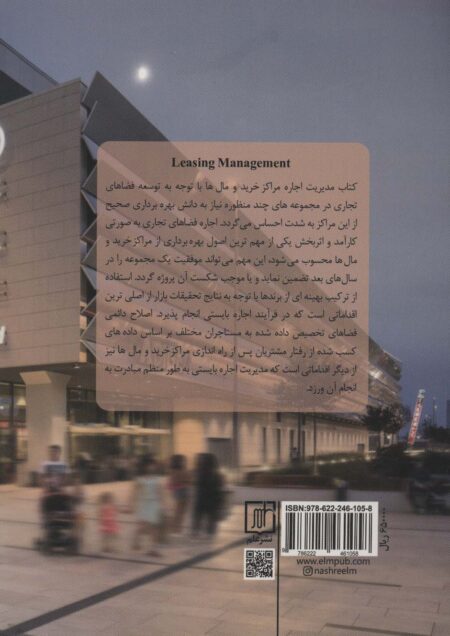 Leasing Management
کتاب مدیریت اجاره مراکز خرید و مال ها با توجه به توسعه فضاهای
تجاری در مجموعه های چند منظوره نیاز به دانش بهره برداری صحیح
از این مراکز به شدت احساس می‌گردد. اجاره فضاهای تجاری به صورتی
کارآمد و اثربخش یکی از مهم ترین اصول بهره برداری از مراکز خرید و
مال ها محسوب می‌شود، این مهم می‌تواند موفقیت یک مجموعه را در
سال‌های بعد تضمین نماید و یا موجب شکست آن پروژه گردد. استفاده
از ترکیب بهینه ای از برندها با توجه به نتایج تحقیقات بازار از اصلی ترین
اقداماتی است که در فرآیند اجاره بایستی انجام پذیرد. اصلاح دائمی
فضاهای تخصیص داده شده به مستاجران مختلف بر اساس داده های
کسب شده از رفتار مشتریان پس از راه اندازی مراکز خرید و مال ها نیز
از دیگر اقداماتی است که مدیریت اجاره بایستی به طور منظم مبادرت به
انجام آن ورزد.
نشر علم
ISBN: 978-622-246-105-8
9 786222 461058
www.elmpub.com
nashreelm
۶۵۰۰۰۰ ریال